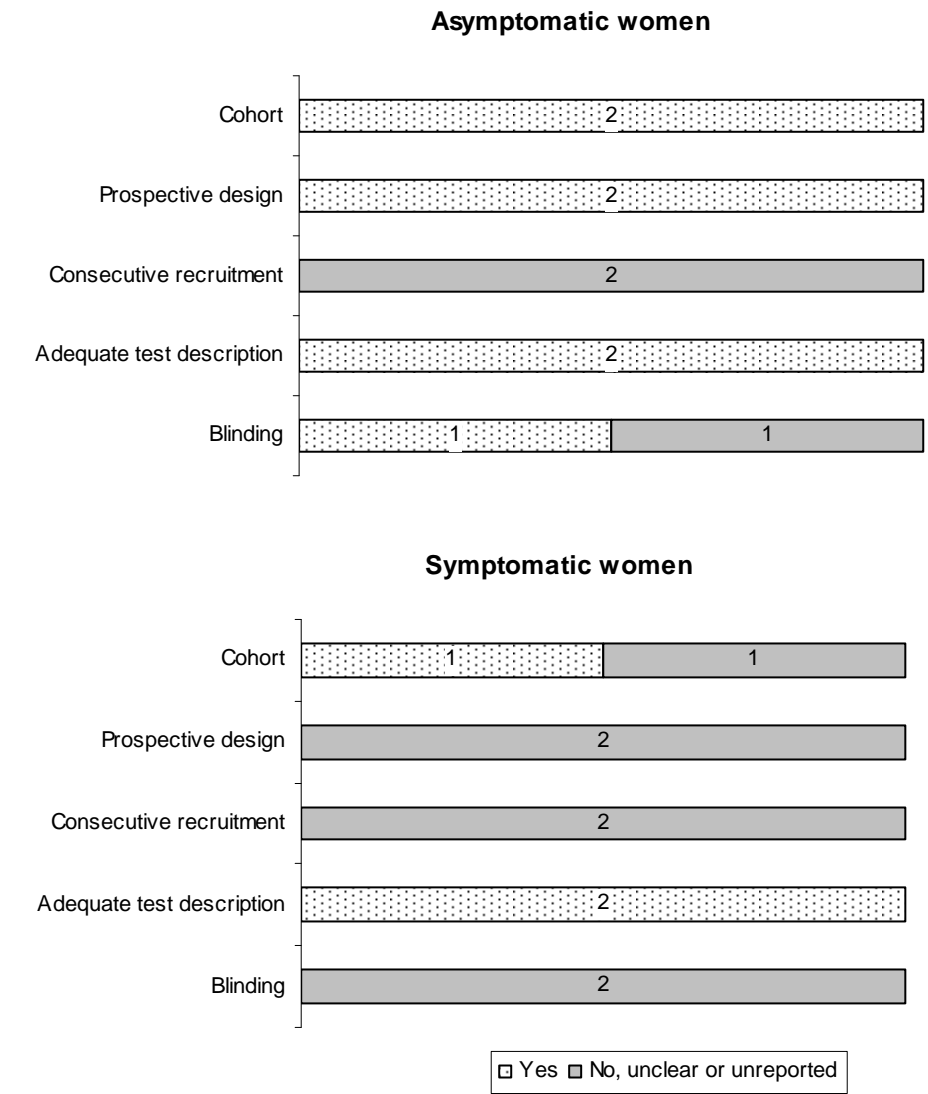 Asymptomatic women
Cohort 2
Prospective design 2
Consecutive recruitment 2
Adequate test description 2
Blinding 1 1
Symptomatic women
Cohort 1 1
Prospective design 2
Consecutive recruitment 2
Adequate test description 2
Blinding 2
Yes No, unclear or unreported